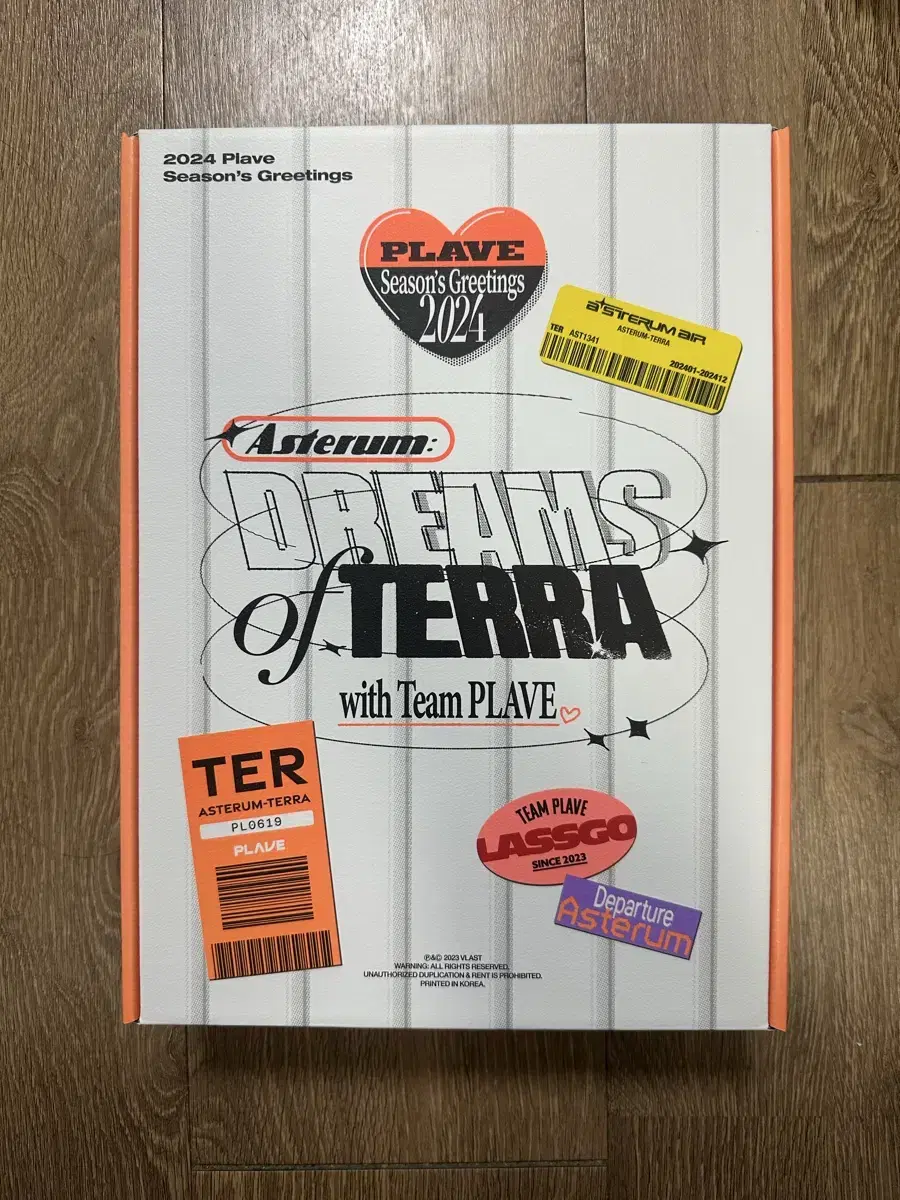 2024 Plave
Season's Greetings
PLAVE
Season's Greetings
2024
asterum air
ASTERUM-TERRA
TER AST1341
202401-202412
Asterum:
DREAMS
of TERRA
with Team PLAVE
TER
ASTERUM-TERRA
PL0619
PLAVE
TEAM PLAVE
LASSGO
SINCE 2023
Departure
Asterum
℗&© 2023 VLAST
WARNING: ALL RIGHTS RESERVED.
UNAUTHORIZED DUPLICATION & RENT IS PROHIBITED.
PRINTED IN KOREA.